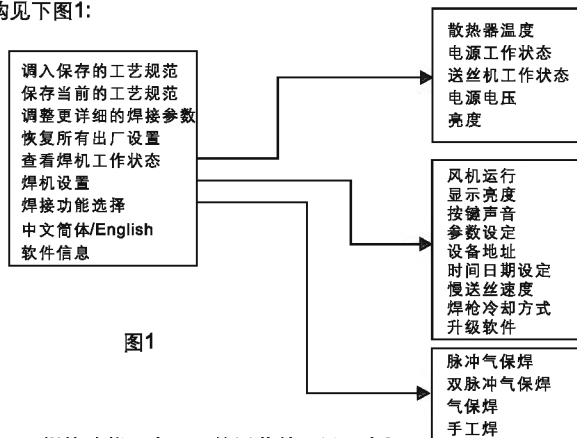 构见下图1:
调入保存的工艺规范
保存当前的工艺规范
调整更详细的焊接参数
恢复所有出厂设置
查看焊机工作状态
焊机设置
焊接功能选择
中文简体/English
软件信息
图1
散热器温度
电源工作状态
送丝机工作状态
电源电压
亮度
风机运行
显示亮度
按键声音
参数设定
设备地址
时间日期设定
慢送丝速度
焊枪冷却方式
升级软件
脉冲气保焊
双脉冲气保焊
气保焊
手工焊